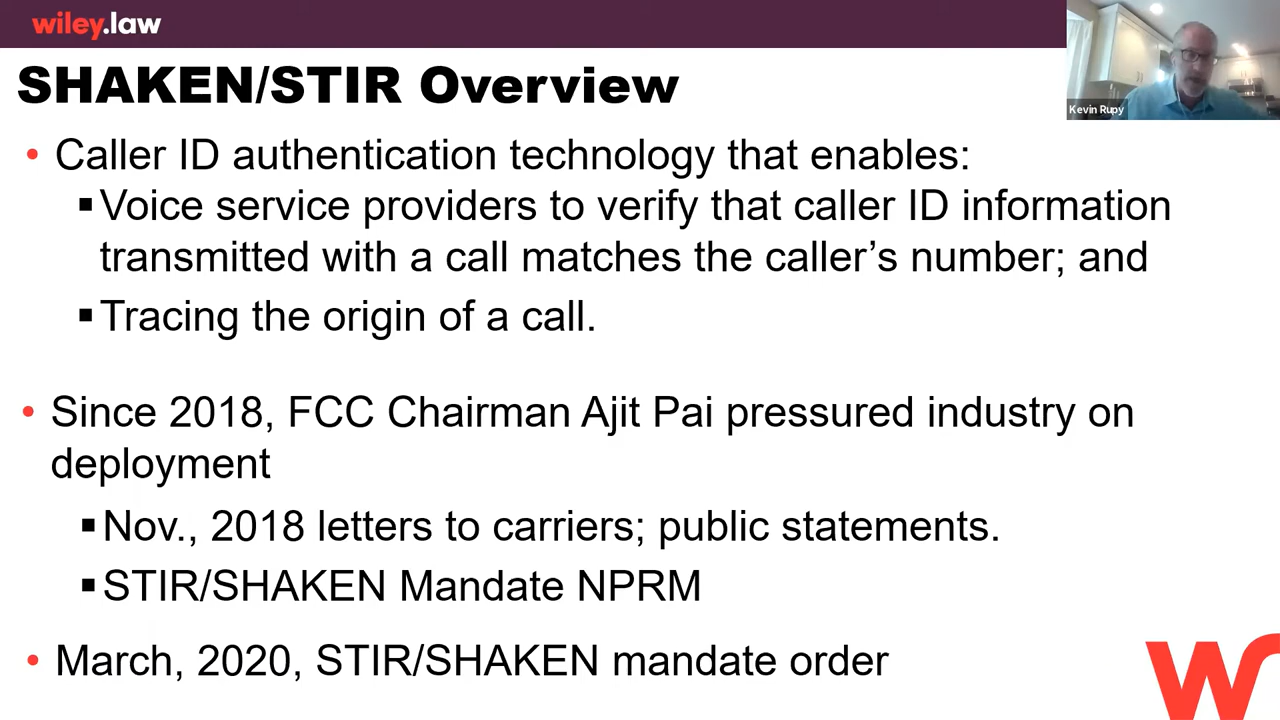 wiley.law
Kevin Rupy
SHAKEN/STIR Overview
• Caller ID authentication technology that enables:
▪ Voice service providers to verify that caller ID information
transmitted with a call matches the caller’s number; and
▪ Tracing the origin of a call.
• Since 2018, FCC Chairman Ajit Pai pressured industry on
deployment
▪ Nov., 2018 letters to carriers; public statements.
▪ STIR/SHAKEN Mandate NPRM
• March, 2020, STIR/SHAKEN mandate order
w